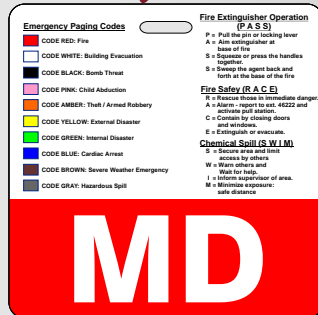 Emergency Paging Codes
CODE RED: Fire
CODE WHITE: Building Evacuation
CODE BLACK: Bomb Threat
CODE PINK: Child Abduction
CODE AMBER: Theft / Armed Robbery
CODE YELLOW: External Disaster
CODE GREEN: Internal Disaster
CODE BLUE: Cardiac Arrest
CODE BROWN: Severe Weather Emergency
CODE GRAY: Hazardous Spill
Fire Extinguisher Operation
(P A S S)
P = Pull the pin or locking lever
A = Aim extinguisher at
base of fire
S = Squeeze or press the handles
together.
S = Sweep the agent back and
forth at the base of the fire
Fire Safety (R A C E)
R = Rescue those in immediate danger.
A = Alarm - report to ext. 46222 and
activate pull station.
C = Contain by closing doors
and windows.
E = Extinguish or evacuate.
Chemical Spill (S W I M)
S = Secure area and limit
access by others
W = Warn others and
Wait for help.
I = Inform supervisor of area.
M = Minimize exposure:
safe distance
MD